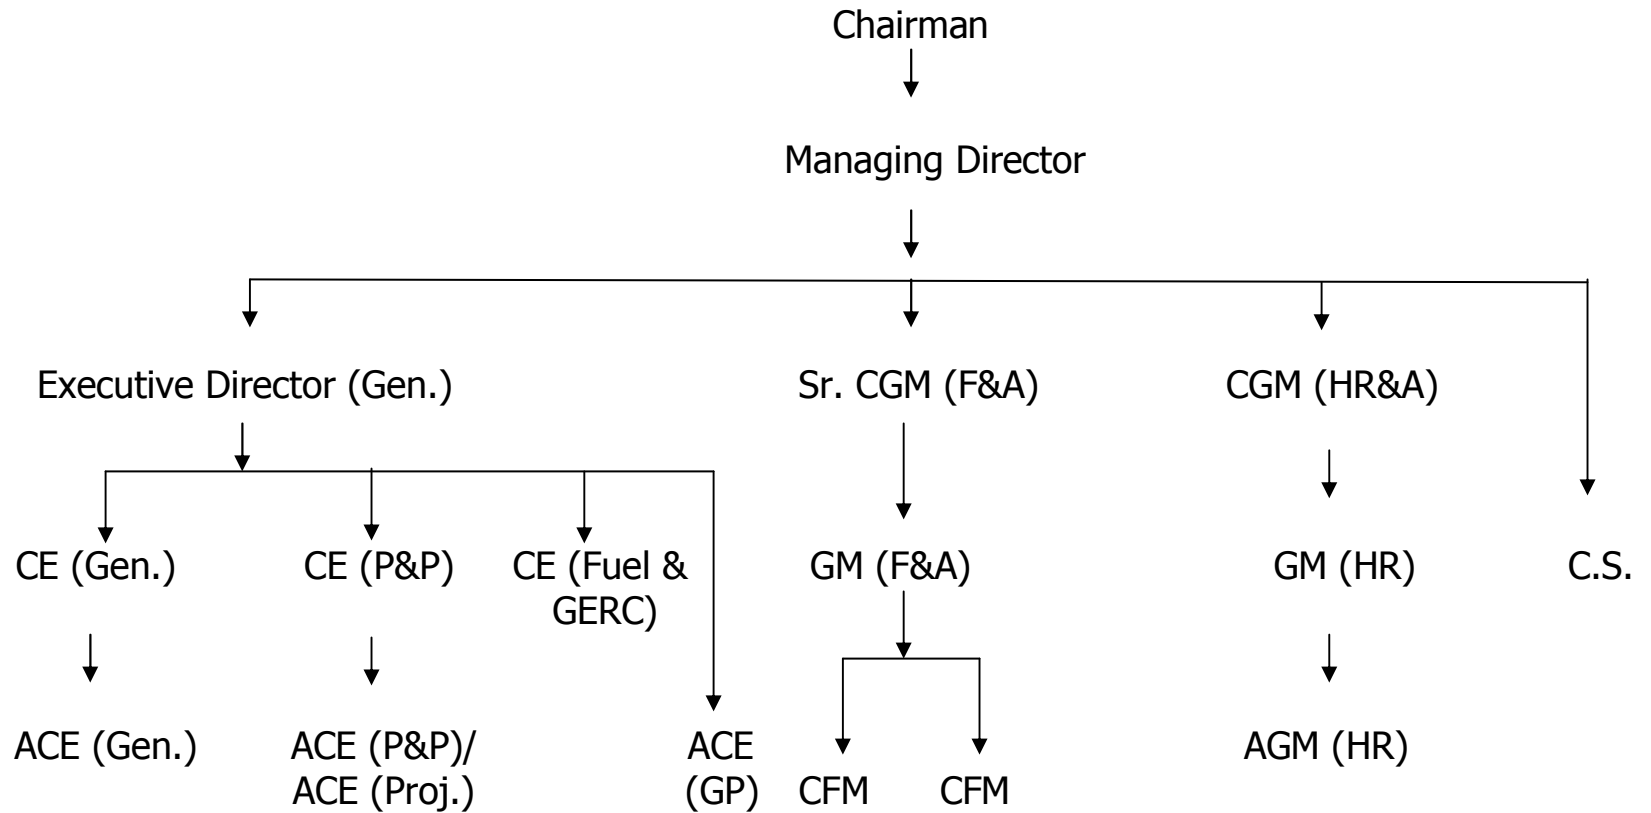 Chairman
Managing Director
Executive Director (Gen.)
Sr. CGM (F&A)
CGM (HR&A)
CE (Gen.)
CE (P&P)
CE (Fuel &
GERC)
GM (F&A)
GM (HR)
C.S.
ACE (Gen.)
ACE (P&P)/
ACE (Proj.)
ACE
(GP)
CFM
CFM
AGM (HR)